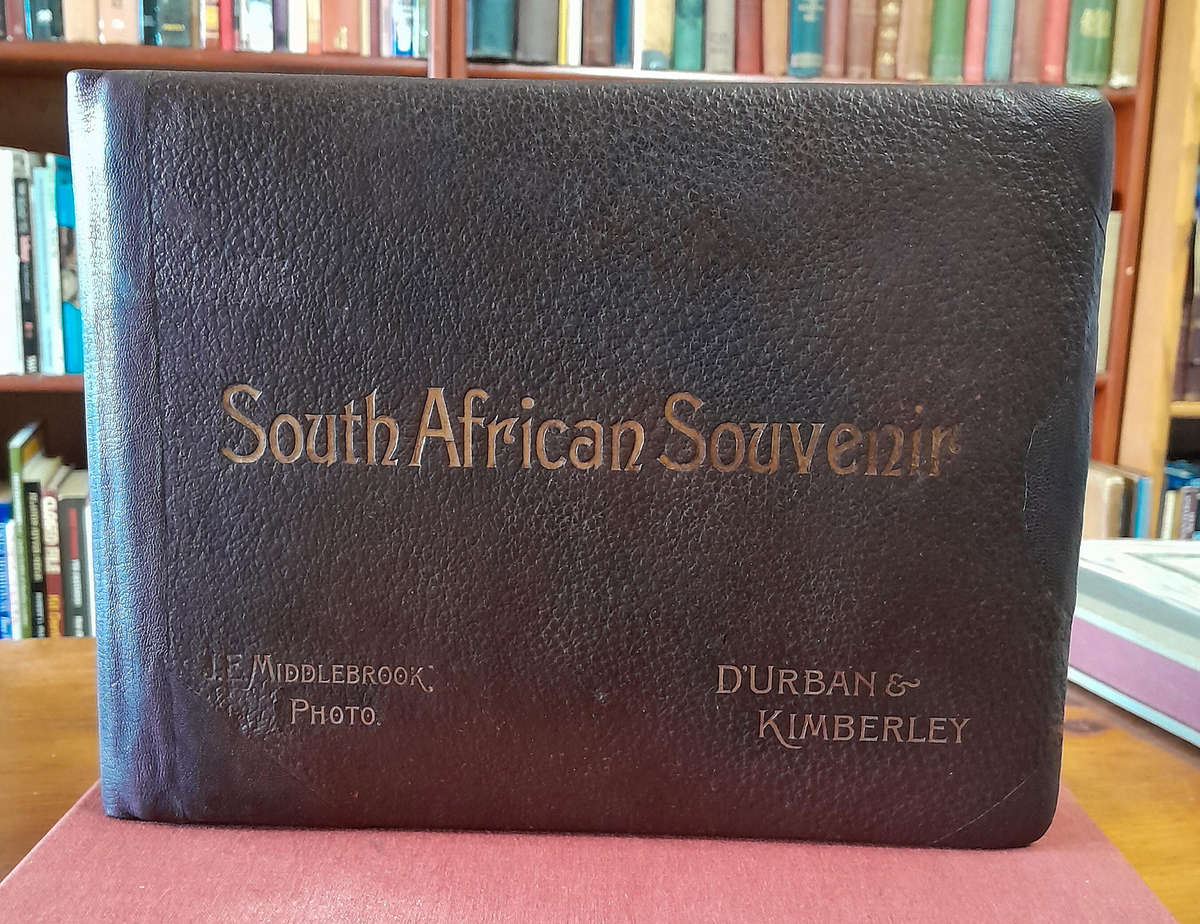 South African Souvenir
J.E. Middlebrook,
Photo.
D'Urban &
Kimberley